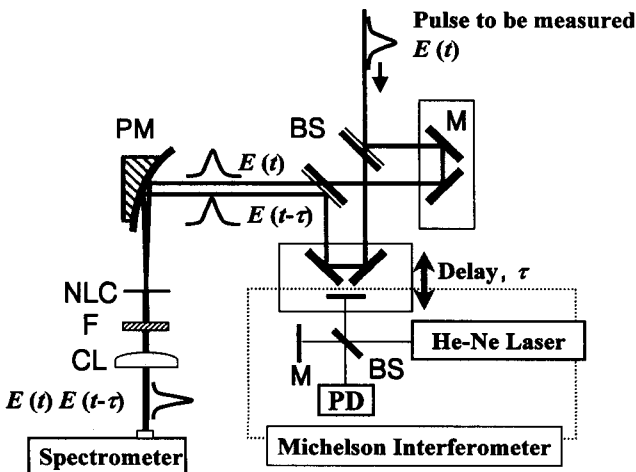 Pulse to be measured
E (t)
PM
BS
M
E (t)
E (t-τ)
Delay, τ
NLC
F
CL
He-Ne Laser
M
BS
PD
E (t) E (t-τ)
Spectrometer
Michelson Interferometer